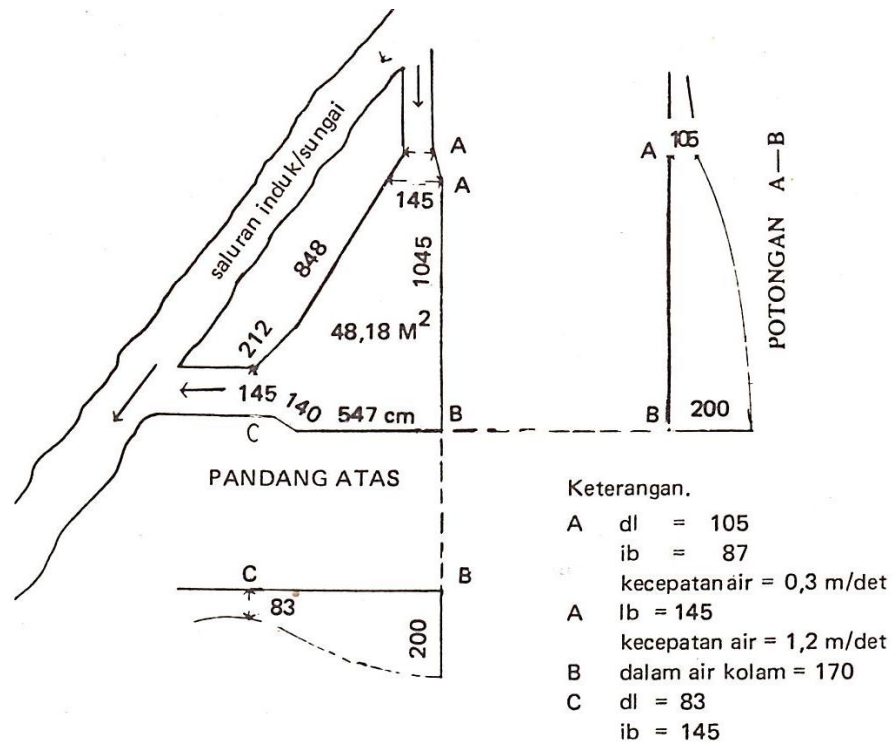 saluran induk/sungai
A
A
145
848
1045
212
48,18 M²
145
140
547 cm
B
C
PANDANG ATAS
105
A
POTONGAN A—B
B
200
C
B
83
200
Keterangan.
A dl = 105
ib = 87
kecepatan air = 0,3 m/det
A lb = 145
kecepatan air = 1,2 m/det
B dalam air kolam = 170
C dl = 83
ib = 145